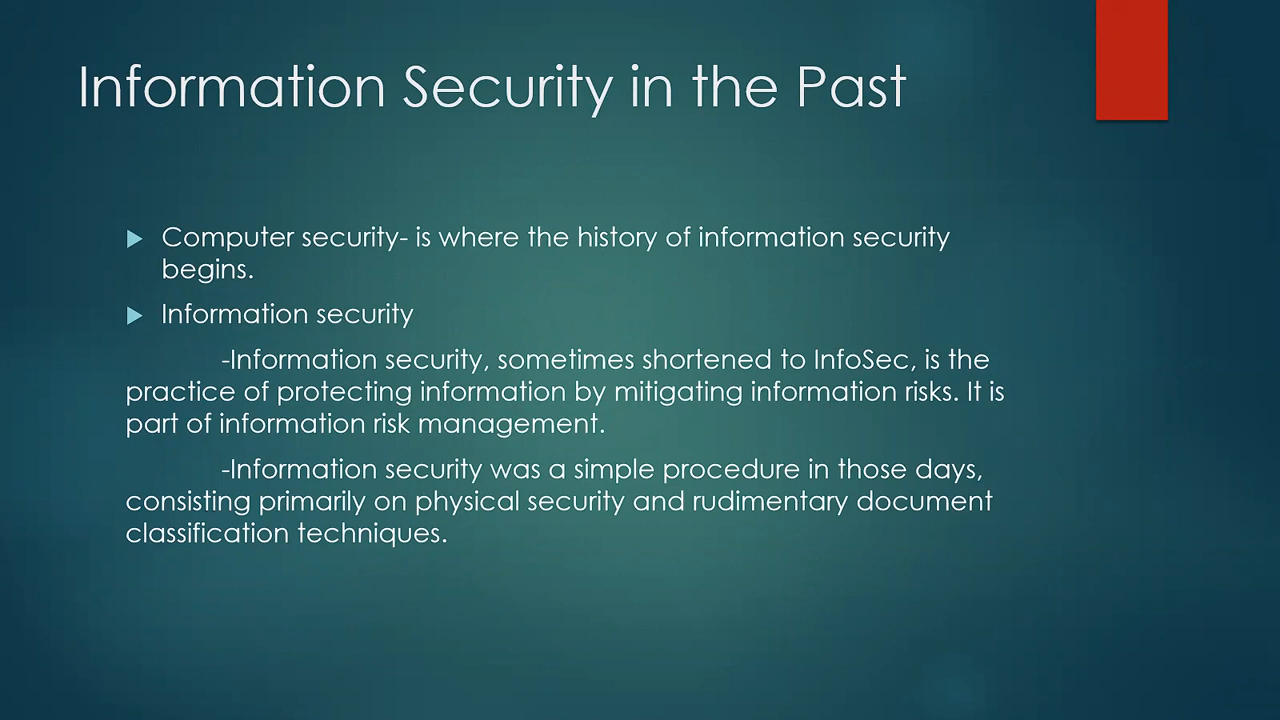 Information Security in the Past
Computer security- is where the history of information security
begins.
Information security
-Information security, sometimes shortened to InfoSec, is the
practice of protecting information by mitigating information risks. It is
part of information risk management.
-Information security was a simple procedure in those days,
consisting primarily on physical security and rudimentary document
classification techniques.